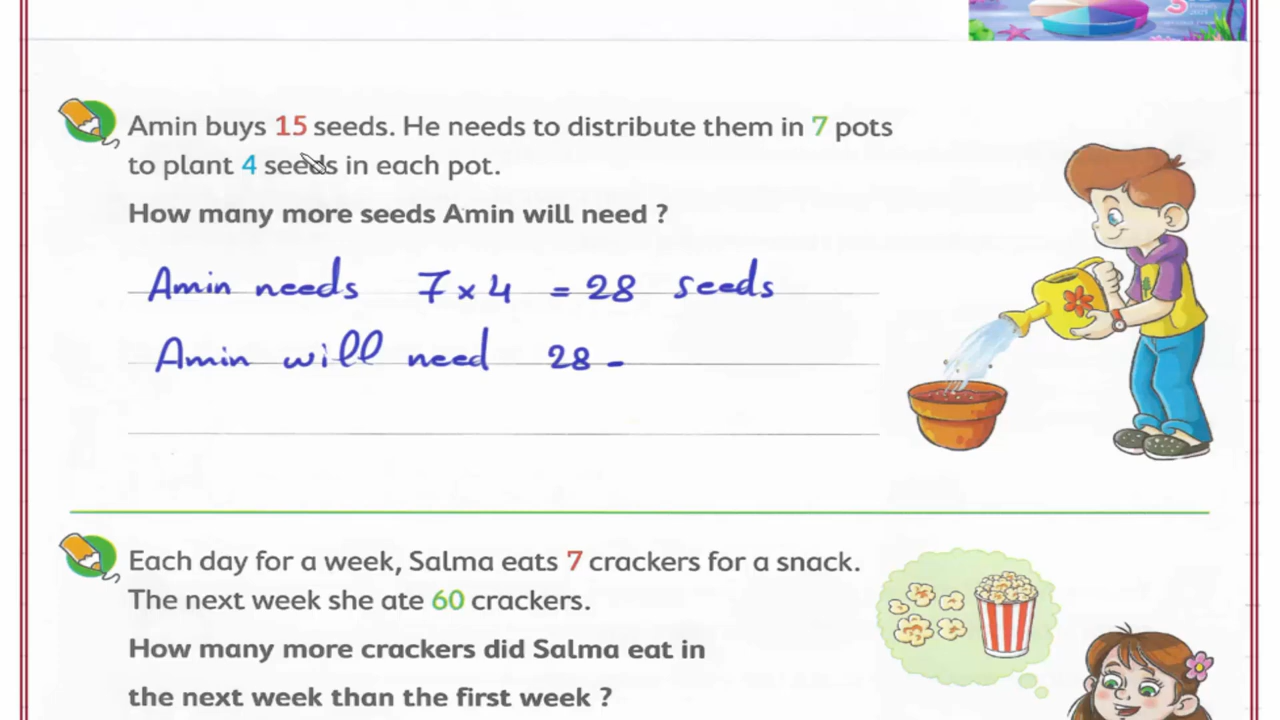 Amin buys 15 seeds. He needs to distribute them in 7 pots
to plant 4 seeds in each pot.
How many more seeds Amin will need ?
Amin needs 7 × 4 = 28 seeds
Amin will need 28 -
Each day for a week, Salma eats 7 crackers for a snack.
The next week she ate 60 crackers.
How many more crackers did Salma eat in
the next week than the first week ?